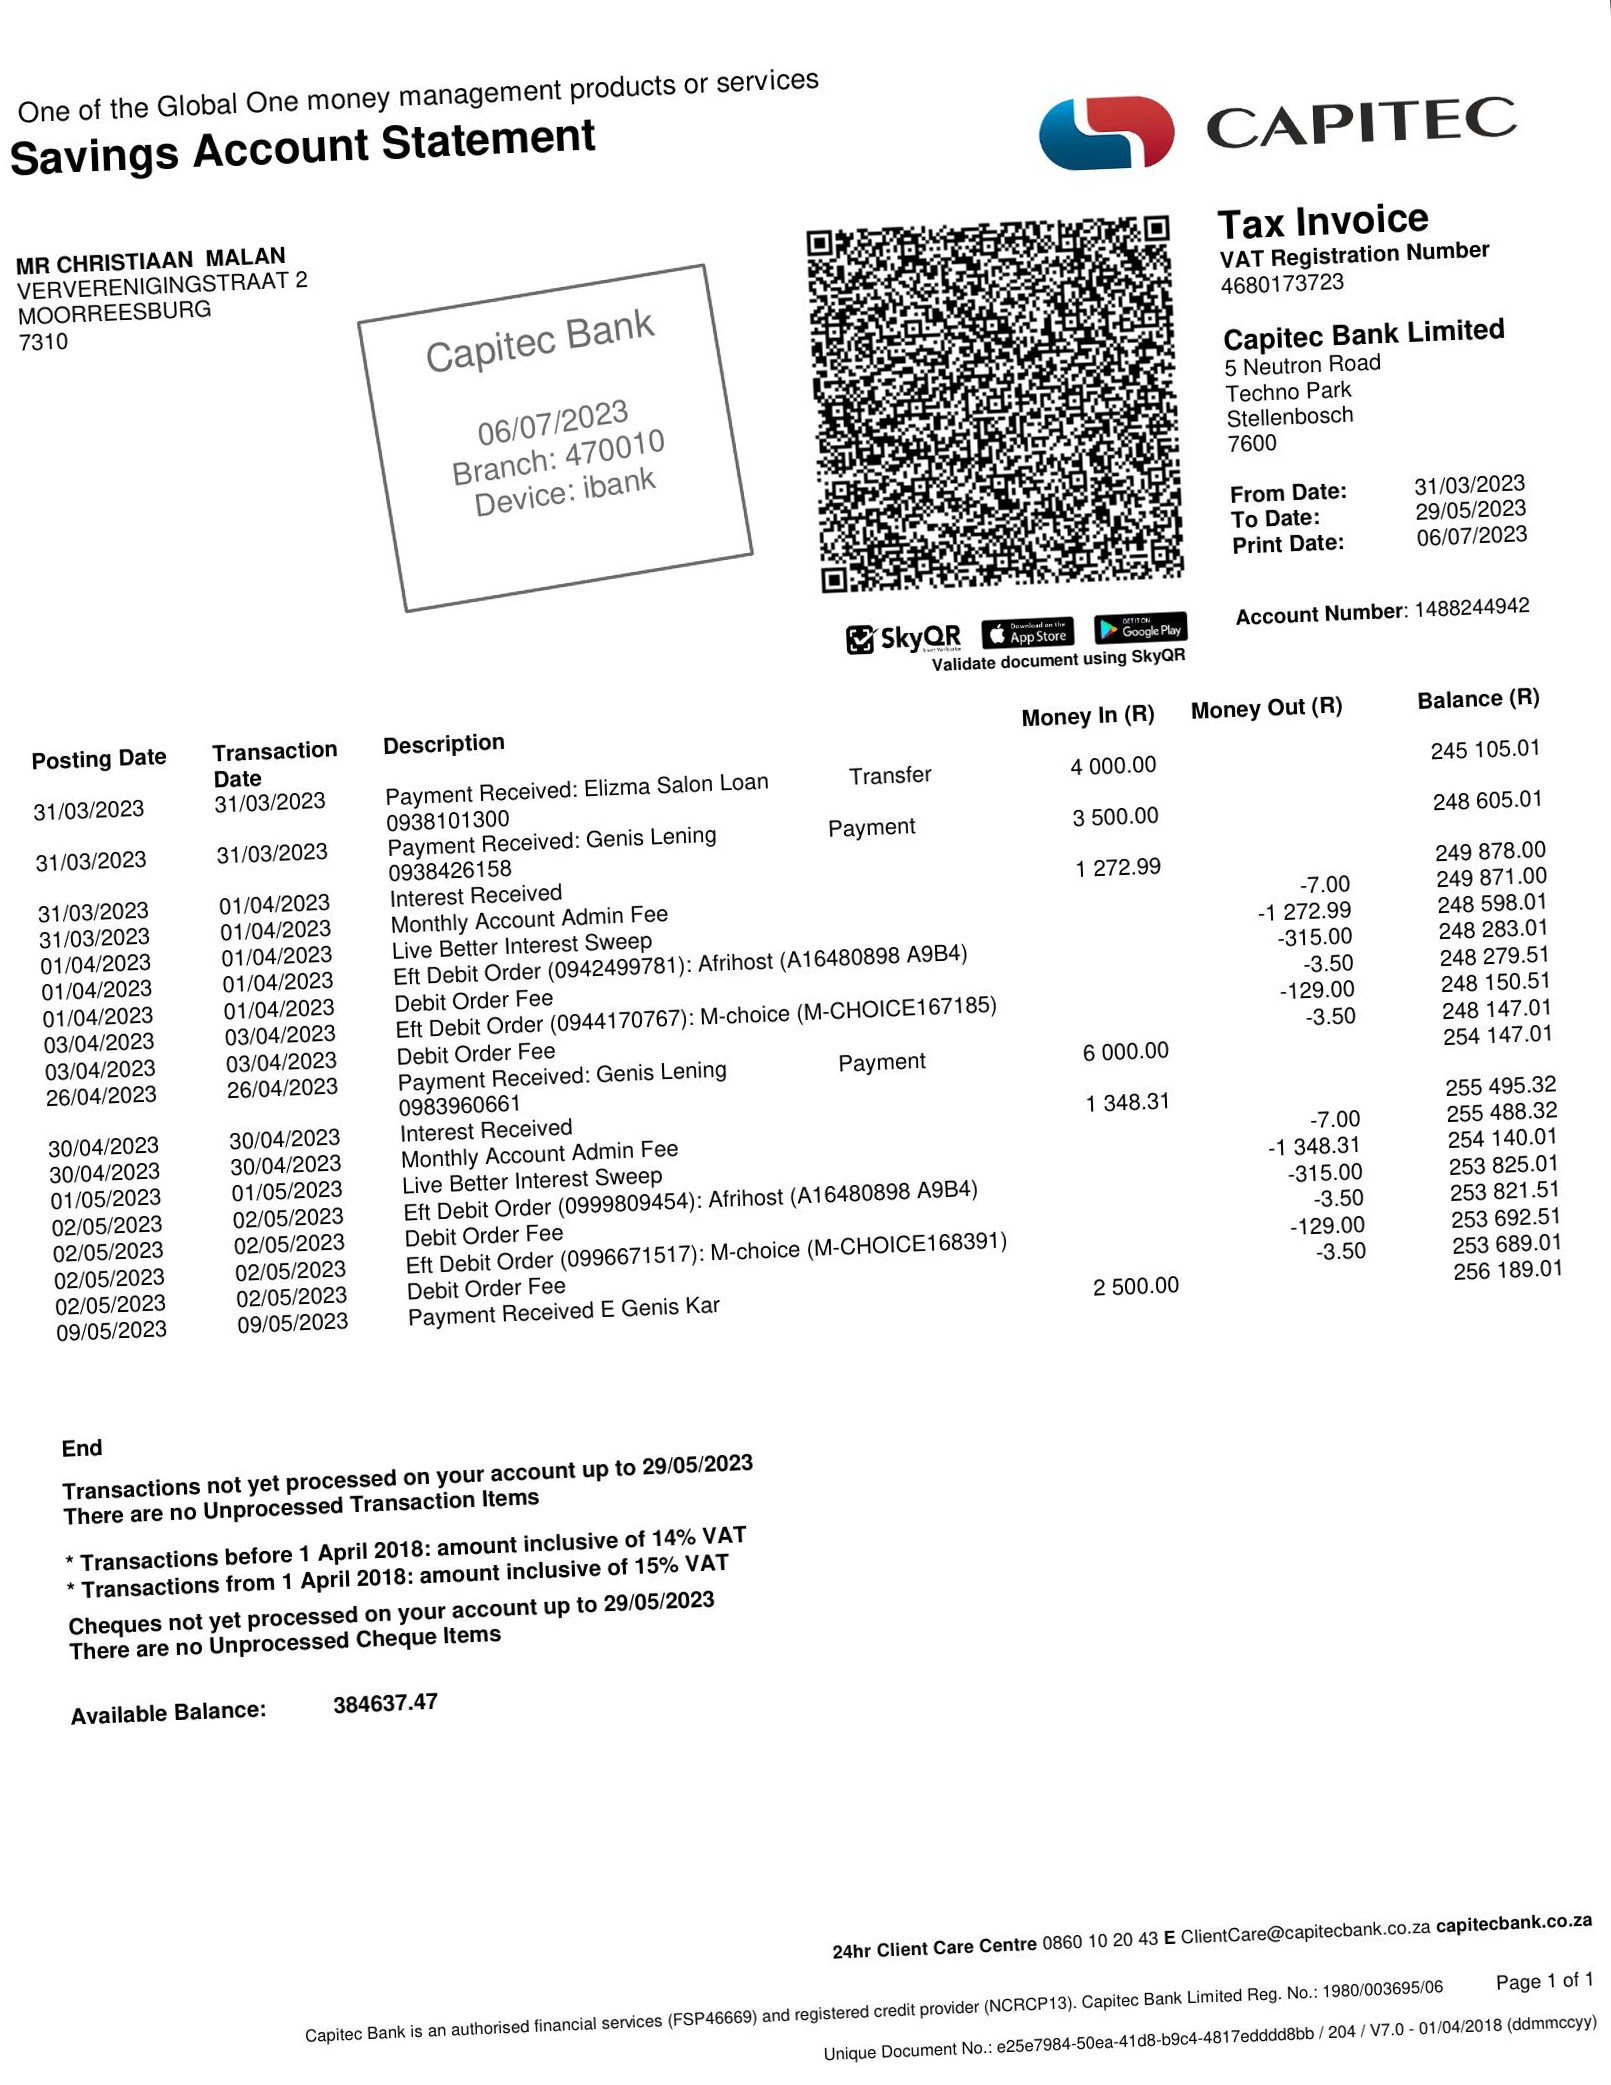 One of the Global One money management products or services
Savings Account Statement
CAPITEC
MR CHRISTIAAN  MALAN
VERVERENIGINGSTRAAT 2
MOORREESBURG
7310
Capitec Bank
06/07/2023
Branch: 470010
Device: ibank
Tax Invoice
VAT Registration Number
4680173723
Capitec Bank Limited
5 Neutron Road
Techno Park
Stellenbosch
7600
From Date: 31/03/2023
To Date: 29/05/2023
Print Date: 06/07/2023
Account Number: 1488244942
SkyQR
Download on the App Store
GET IT ON Google Play
Validate document using SkyQR
Posting Date Transaction Date Description Money In (R) Money Out (R) Balance (R)
31/03/2023 31/03/2023 Payment Received: Elizma Salon Loan Transfer 4 000.00 245 105.01
0938101300
31/03/2023 31/03/2023 Payment Received: Genis Lening Payment 3 500.00 248 605.01
0938426158
31/03/2023 01/04/2023 Interest Received 1 272.99 249 878.00
31/03/2023 01/04/2023 Monthly Account Admin Fee -7.00 249 871.00
01/04/2023 01/04/2023 Live Better Interest Sweep -1 272.99 248 598.01
01/04/2023 01/04/2023 Eft Debit Order (0942499781): Afrihost (A16480898 A9B4) -315.00 248 283.01
01/04/2023 01/04/2023 Debit Order Fee -3.50 248 279.51
03/04/2023 03/04/2023 Eft Debit Order (0944170767): M-choice (M-CHOICE167185) -129.00 248 150.51
03/04/2023 03/04/2023 Debit Order Fee -3.50 248 147.01
26/04/2023 26/04/2023 Payment Received: Genis Lening Payment 6 000.00 254 147.01
0983960661
30/04/2023 30/04/2023 Interest Received 1 348.31 255 495.32
30/04/2023 30/04/2023 Monthly Account Admin Fee -7.00 255 488.32
01/05/2023 01/05/2023 Live Better Interest Sweep -1 348.31 254 140.01
02/05/2023 02/05/2023 Eft Debit Order (0999809454): Afrihost (A16480898 A9B4) -315.00 253 825.01
02/05/2023 02/05/2023 Debit Order Fee -3.50 253 821.51
02/05/2023 02/05/2023 Eft Debit Order (0996671517): M-choice (M-CHOICE168391) -129.00 253 692.51
02/05/2023 02/05/2023 Debit Order Fee -3.50 253 689.01
09/05/2023 09/05/2023 Payment Received E Genis Kar 2 500.00 256 189.01
End
Transactions not yet processed on your account up to 29/05/2023
There are no Unprocessed Transaction Items
* Transactions before 1 April 2018: amount inclusive of 14% VAT
* Transactions from 1 April 2018: amount inclusive of 15% VAT
Cheques not yet processed on your account up to 29/05/2023
There are no Unprocessed Cheque Items
Available Balance: 384637.47
24hr Client Care Centre 0860 10 20 43 E ClientCare@capitecbank.co.za capitecbank.co.za
Capitec Bank is an authorised financial services (FSP46669) and registered credit provider (NCRCP13). Capitec Bank Limited Reg. No.: 1980/003695/06 Page 1 of 1
Unique Document No.: e25e7984-50ea-41d8-b9c4-4817edddd8bb / 204 / V7.0 - 01/04/2018 (ddmmccyy)